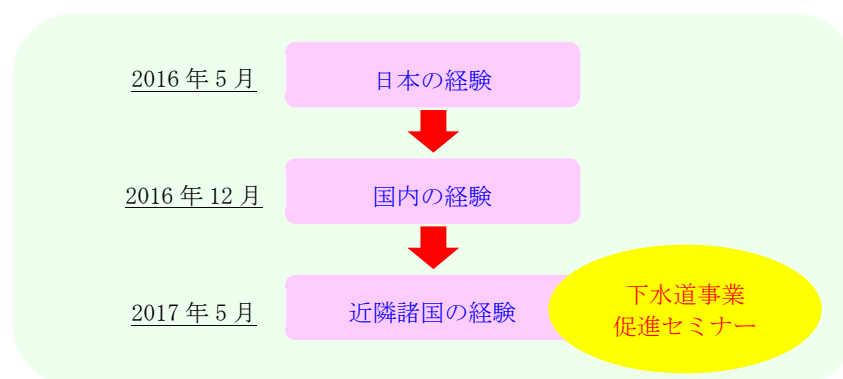 2016 年 5 月
日本の経験
2016 年 12 月
国内の経験
2017 年 5 月
近隣諸国の経験
下水道事業
促進セミナー